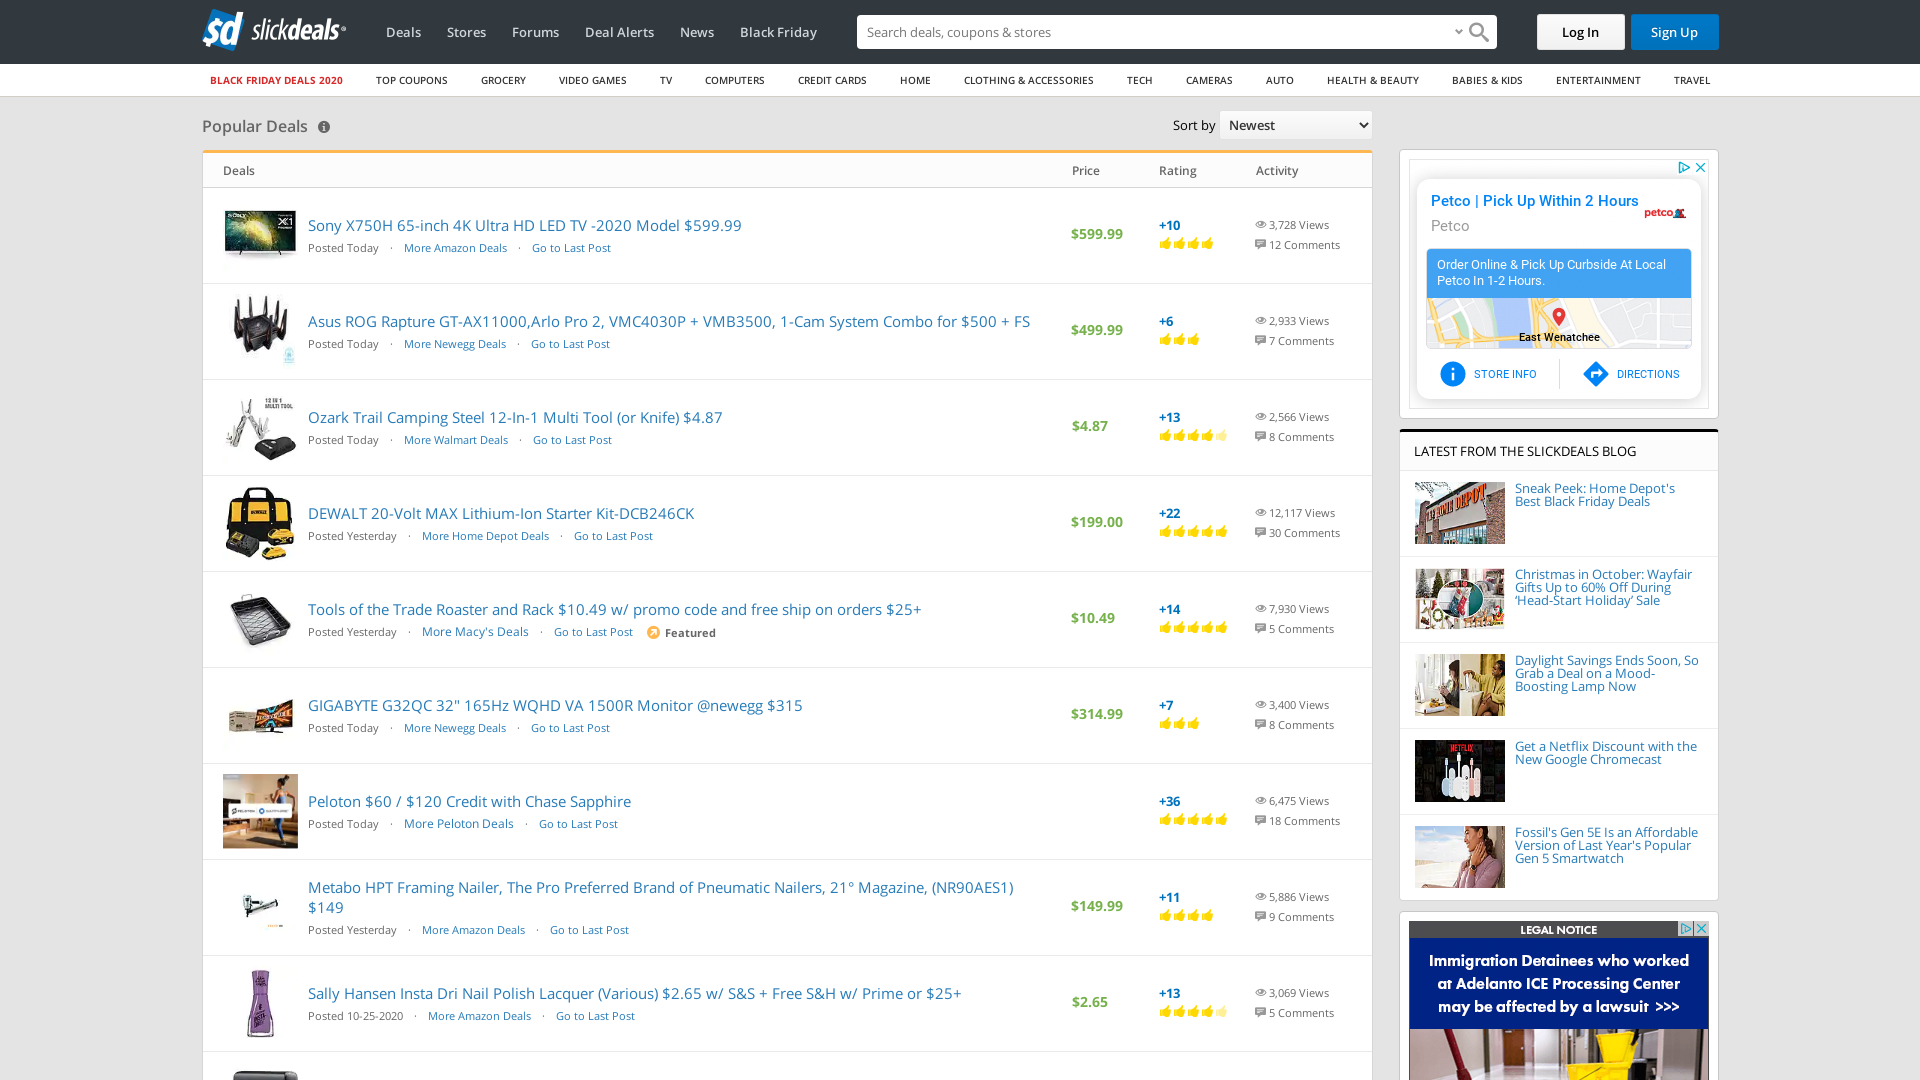 slickdeals
Deals
Stores
Forums
Deal Alerts
News
Black Friday
Search deals, coupons & stores
Log In
Sign Up
BLACK FRIDAY DEALS 2020
TOP COUPONS
GROCERY
VIDEO GAMES
TV
COMPUTERS
CREDIT CARDS
HOME
CLOTHING & ACCESSORIES
TECH
CAMERAS
AUTO
HEALTH & BEAUTY
BABIES & KIDS
ENTERTAINMENT
TRAVEL
Popular Deals
Sort by Newest
Deals Price Rating Activity
Sony X750H 65-inch 4K Ultra HD LED TV -2020 Model $599.99
Posted Today · More Amazon Deals · Go to Last Post
$599.99
+10
3,728 Views
12 Comments
Asus ROG Rapture GT-AX11000,Arlo Pro 2, VMC4030P + VMB3500, 1-Cam System Combo for $500 + FS
Posted Today · More Newegg Deals · Go to Last Post
$499.99
+6
2,933 Views
7 Comments
12 IN 1
MULTI TOOL
Ozark Trail Camping Steel 12-In-1 Multi Tool (or Knife) $4.87
Posted Today · More Walmart Deals · Go to Last Post
$4.87
+13
2,566 Views
8 Comments
DEWALT 20-Volt MAX Lithium-Ion Starter Kit-DCB246CK
Posted Yesterday · More Home Depot Deals · Go to Last Post
$199.00
+22
12,117 Views
30 Comments
Tools of the Trade Roaster and Rack $10.49 w/ promo code and free ship on orders $25+
Posted Yesterday · More Macy's Deals · Go to Last Post Featured
$10.49
+14
7,930 Views
5 Comments
GIGABYTE G32QC 32" 165Hz WQHD VA 1500R Monitor @newegg $315
Posted Today · More Newegg Deals · Go to Last Post
$314.99
+7
3,400 Views
8 Comments
Peloton $60 / $120 Credit with Chase Sapphire
Posted Today · More Peloton Deals · Go to Last Post
+36
6,475 Views
18 Comments
Metabo HPT Framing Nailer, The Pro Preferred Brand of Pneumatic Nailers, 21° Magazine, (NR90AES1)
$149
Posted Yesterday · More Amazon Deals · Go to Last Post
$149.99
+11
5,886 Views
9 Comments
Sally Hansen Insta Dri Nail Polish Lacquer (Various) $2.65 w/ S&S + Free S&H w/ Prime or $25+
Posted 10-25-2020 · More Amazon Deals · Go to Last Post
$2.65
+13
3,069 Views
5 Comments
Petco | Pick Up Within 2 Hours
Petco
petco
Order Online & Pick Up Curbside At Local
Petco In 1-2 Hours.
East Wenatchee
STORE INFO
DIRECTIONS
LATEST FROM THE SLICKDEALS BLOG
Sneak Peek: Home Depot's
Best Black Friday Deals
Christmas in October: Wayfair
Gifts Up to 60% Off During
‘Head-Start Holiday’ Sale
Daylight Savings Ends Soon, So
Grab a Deal on a Mood-
Boosting Lamp Now
NETFLIX
Get a Netflix Discount with the
New Google Chromecast
Fossil's Gen 5E Is an Affordable
Version of Last Year's Popular
Gen 5 Smartwatch
LEGAL NOTICE
Immigration Detainees who worked
at Adelanto ICE Processing Center
may be affected by a lawsuit >>>